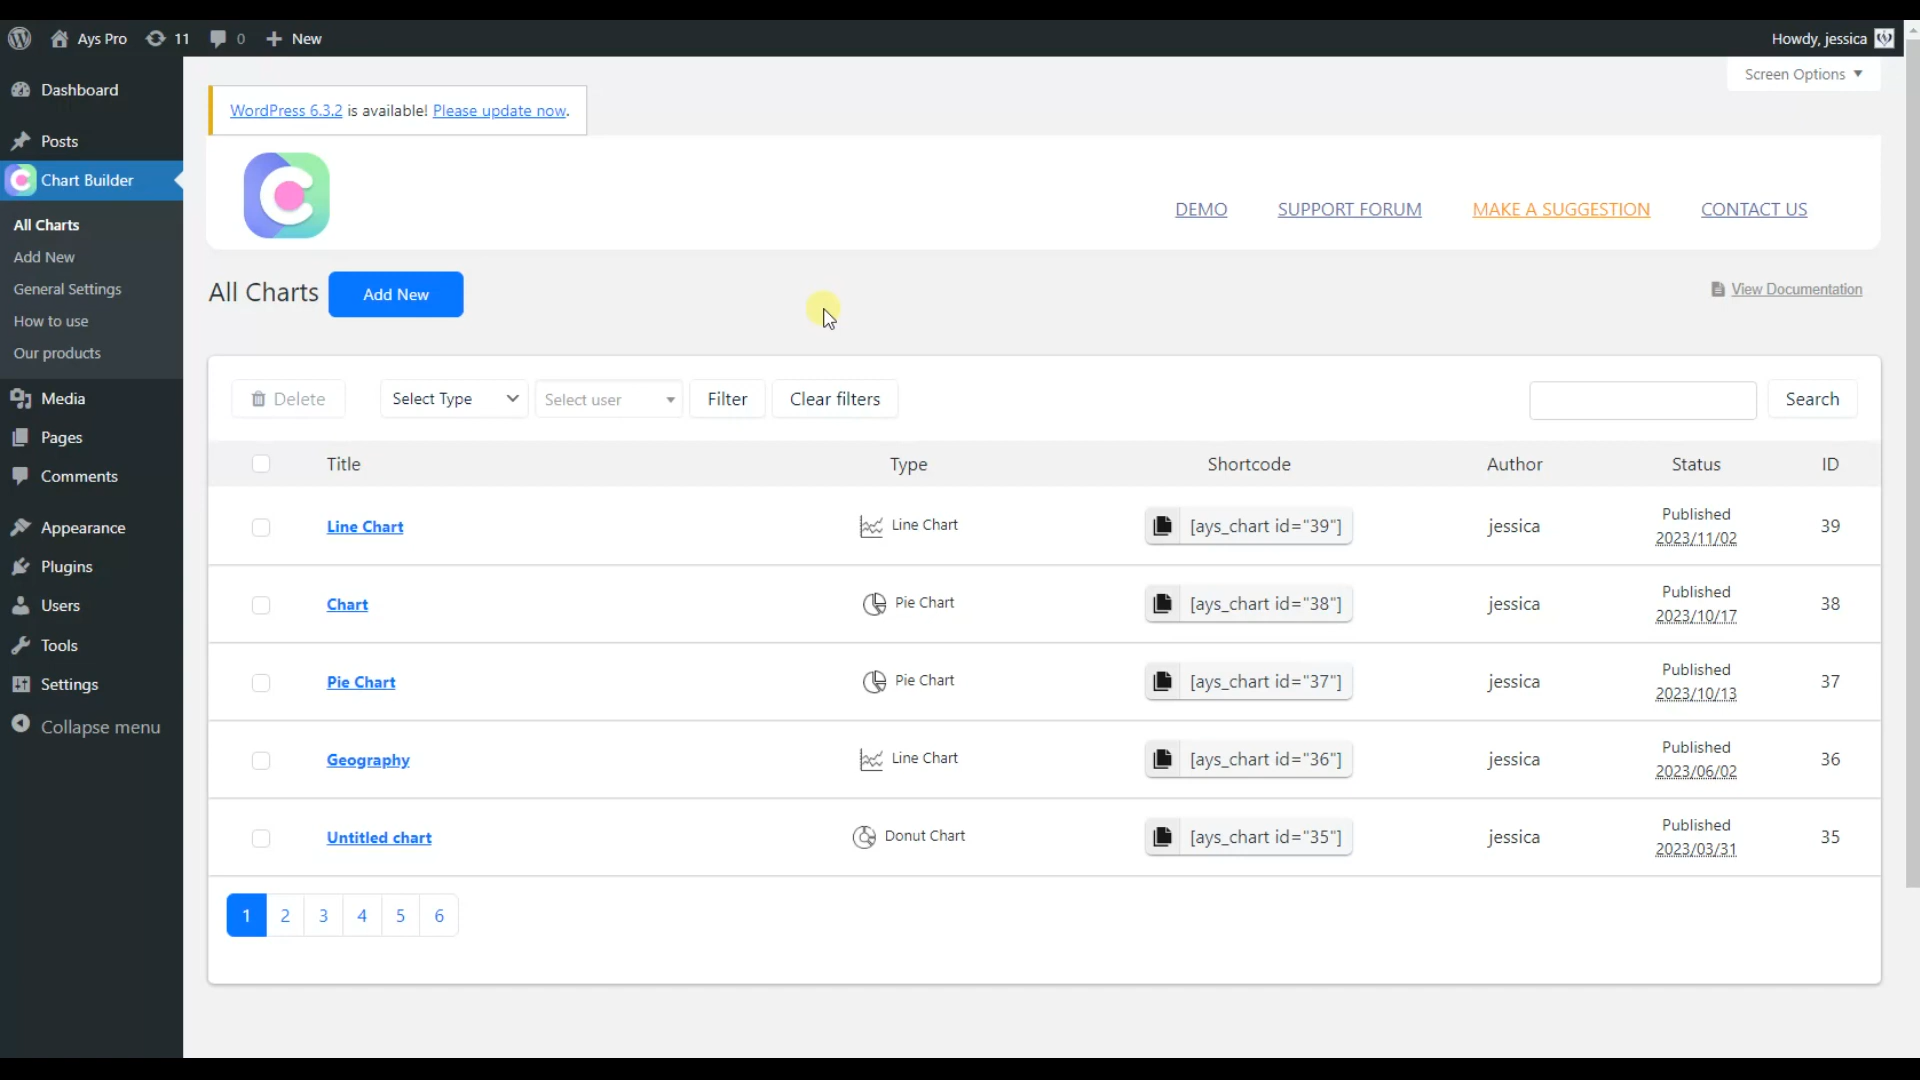 Ays Pro 11 0 New Howdy, jessica
Screen Options
Dashboard
Posts
Chart Builder
All Charts
Add New
General Settings
How to use
Our products
Media
Pages
Comments
Appearance
Plugins
Users
Tools
Settings
Collapse menu
WordPress 6.3.2 is available! Please update now.
DEMO SUPPORT FORUM MAKE A SUGGESTION CONTACT US
All Charts Add New View Documentation
Delete Select Type Select user Filter Clear filters Search
Title Type Shortcode Author Status ID
Line Chart Line Chart [ays_chart id="39"] jessica Published 39
2023/11/02
Chart Pie Chart [ays_chart id="38"] jessica Published 38
2023/10/17
Pie Chart Pie Chart [ays_chart id="37"] jessica Published 37
2023/10/13
Geography Line Chart [ays_chart id="36"] jessica Published 36
2023/06/02
Untitled chart Donut Chart [ays_chart id="35"] jessica Published 35
2023/03/31
1 2 3 4 5 6